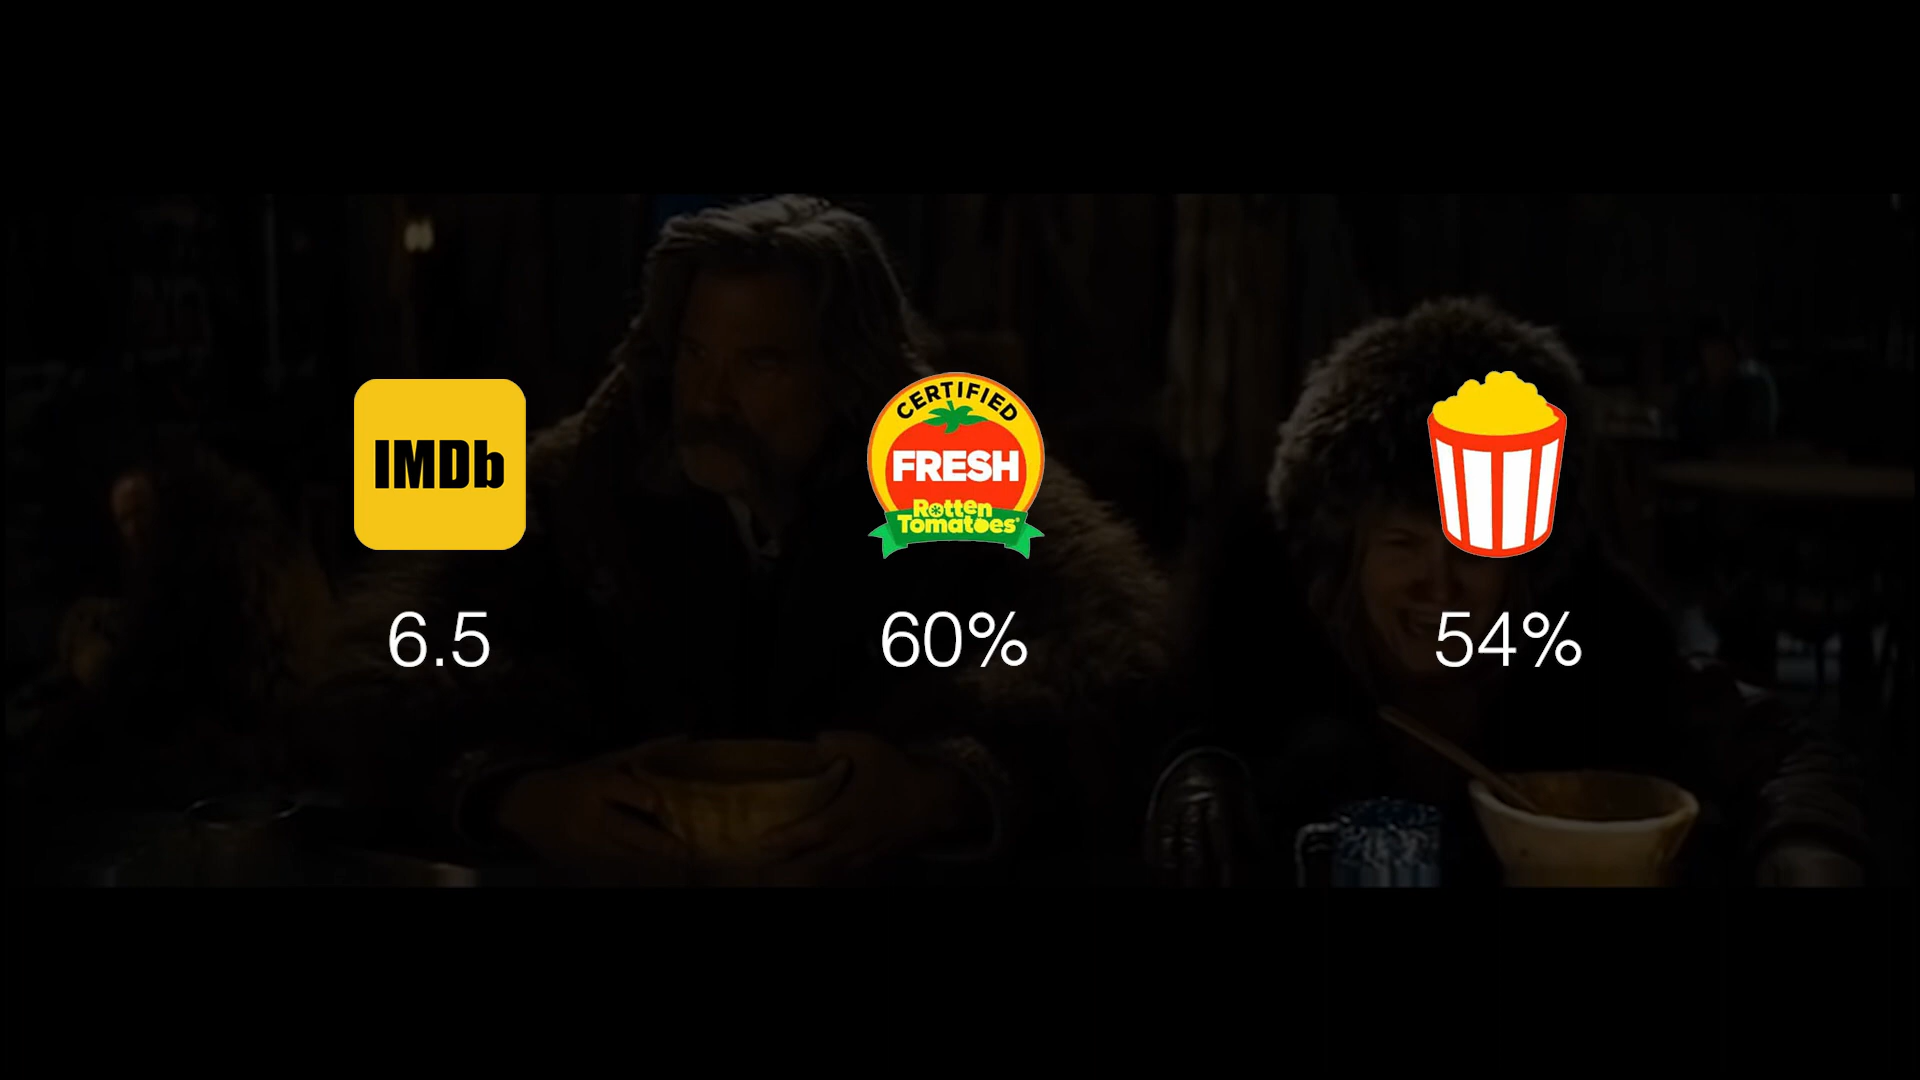 IMDb
6.5
CERTIFIED
FRESH
Rotten
Tomatoes®
60%
54%